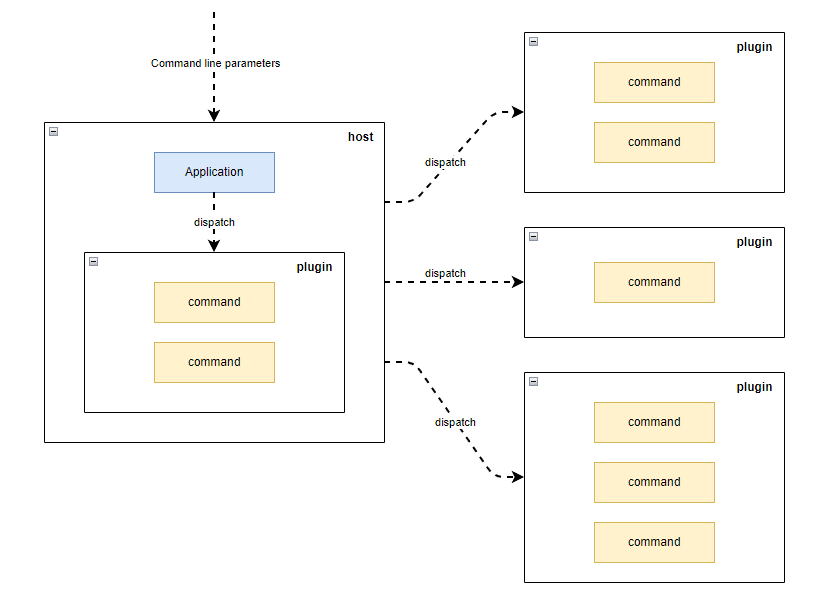 Command line parameters
host
Application
dispatch
plugin
command
command
dispatch
dispatch
dispatch
plugin
command
command
plugin
command
plugin
command
command
command